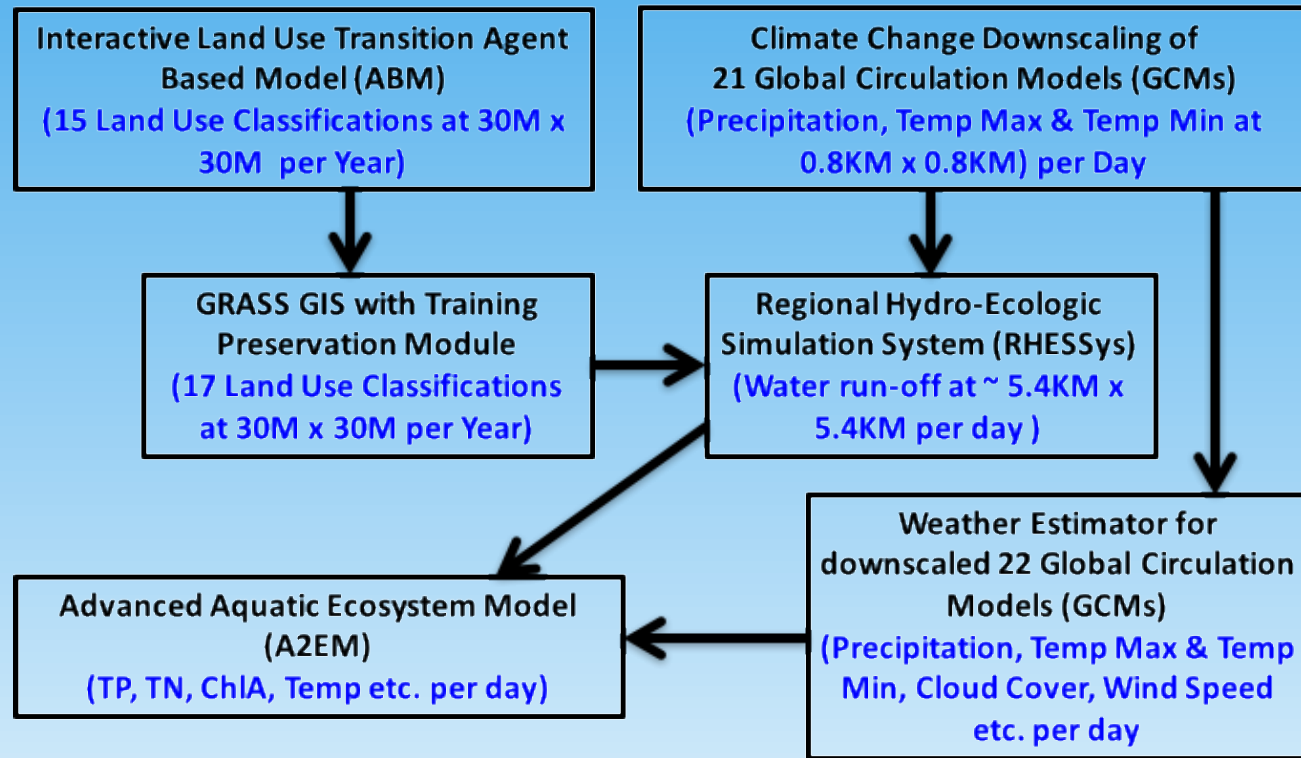 Interactive Land Use Transition Agent
Based Model (ABM)
(15 Land Use Classifications at 30M x
30M per Year)
Climate Change Downscaling of
21 Global Circulation Models (GCMs)
(Precipitation, Temp Max & Temp Min at
0.8KM x 0.8KM) per Day
GRASS GIS with Training
Preservation Module
(17 Land Use Classifications
at 30M x 30M per Year)
Regional Hydro-Ecologic
Simulation System (RHESSys)
(Water run-off at ~ 5.4KM x
5.4KM per day )
Advanced Aquatic Ecosystem Model
(A2EM)
(TP, TN, ChlA, Temp etc. per day)
Weather Estimator for
downscaled 22 Global Circulation
Models (GCMs)
(Precipitation, Temp Max & Temp
Min, Cloud Cover, Wind Speed
etc. per day